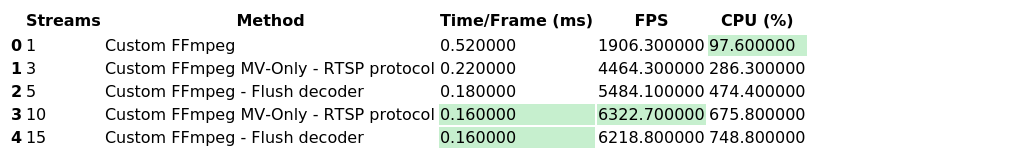 Streams Method Time/Frame (ms) FPS CPU (%)
0 1 Custom FFmpeg 0.520000 1906.300000 97.600000
1 3 Custom FFmpeg MV-Only - RTSP protocol 0.220000 4464.300000 286.300000
2 5 Custom FFmpeg - Flush decoder 0.180000 5484.100000 474.400000
3 10 Custom FFmpeg MV-Only - RTSP protocol 0.160000 6322.700000 675.800000
4 15 Custom FFmpeg - Flush decoder 0.160000 6218.800000 748.800000